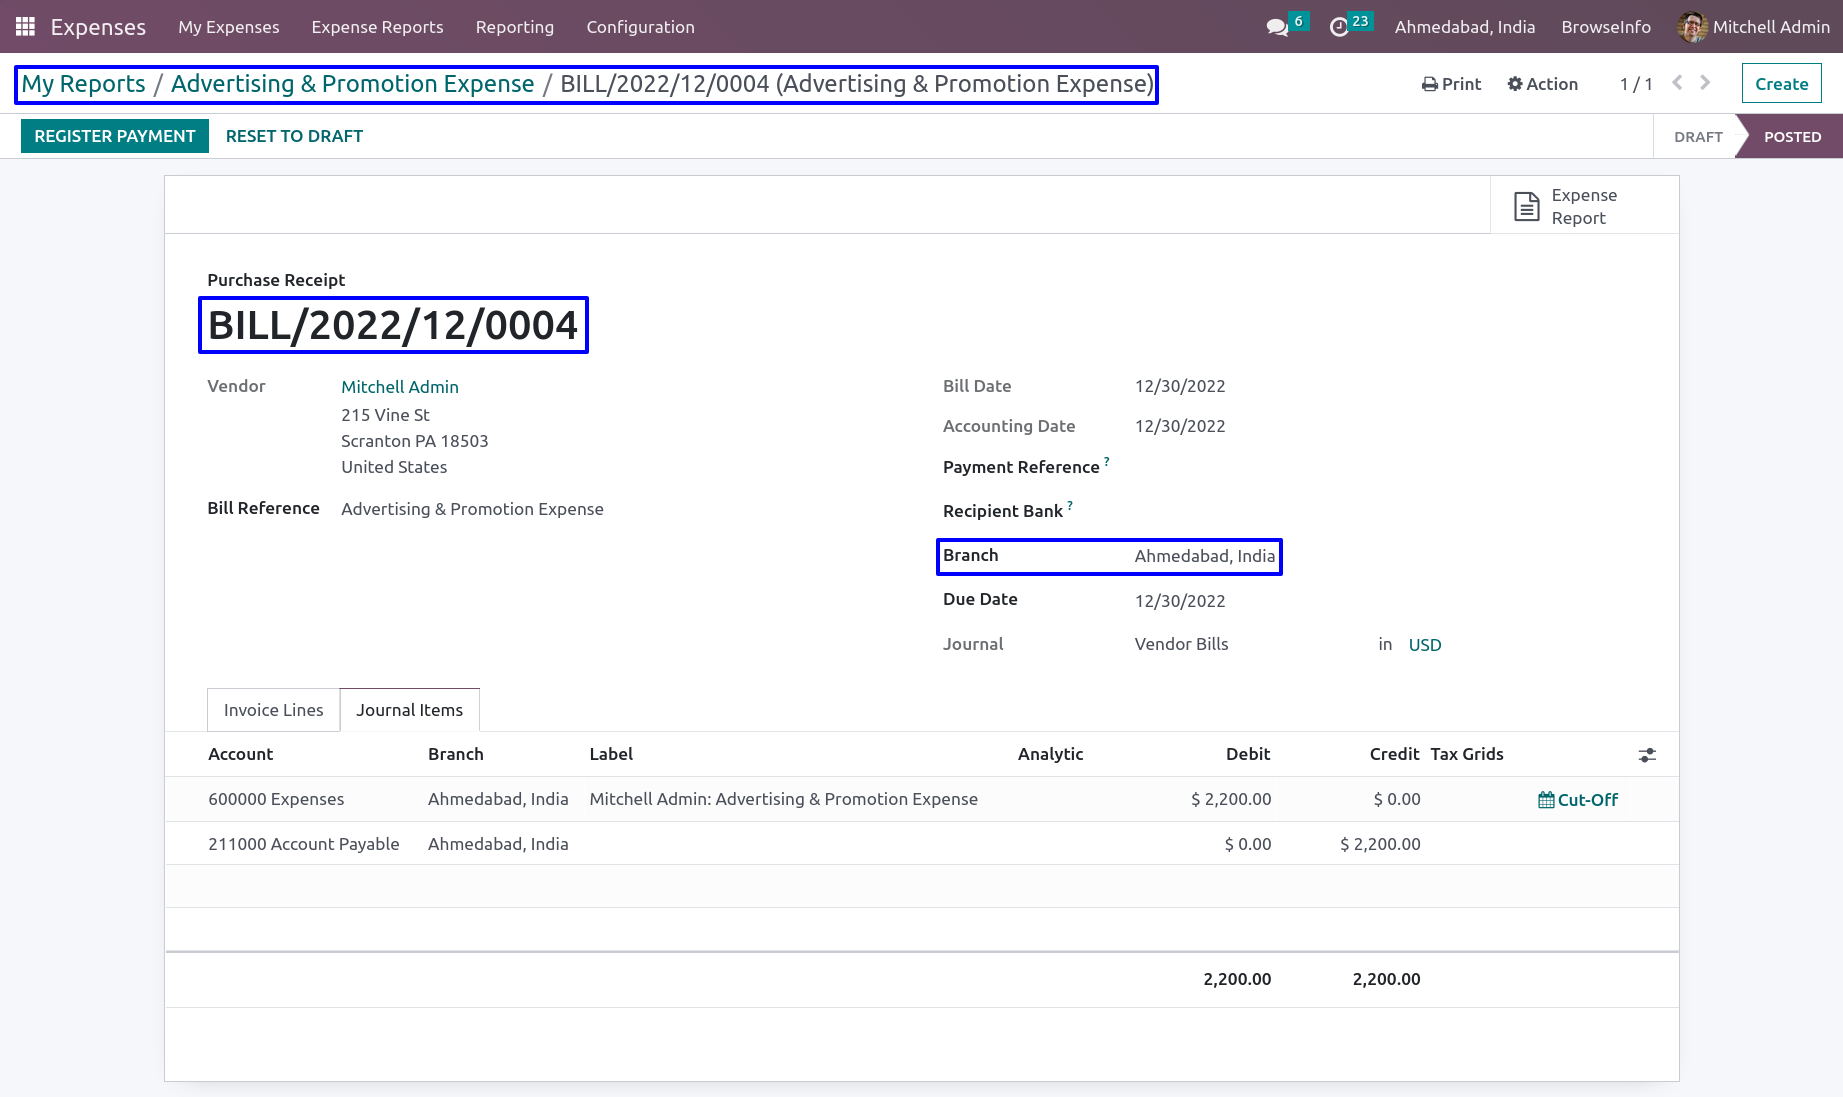 Expenses My Expenses Expense Reports Reporting Configuration 6 23 Ahmedabad, India BrowseInfo Mitchell Admin
My Reports / Advertising & Promotion Expense / BILL/2022/12/0004 (Advertising & Promotion Expense) Print Action 1 / 1 Create
REGISTER PAYMENT RESET TO DRAFT DRAFT POSTED
Expense
Report
Purchase Receipt
BILL/2022/12/0004
Vendor Mitchell Admin Bill Date 12/30/2022
215 Vine St
Accounting Date 12/30/2022
Scranton PA 18503
United States Payment Reference ?
Bill Reference Advertising & Promotion Expense Recipient Bank ?
Branch Ahmedabad, India
Due Date 12/30/2022
Journal Vendor Bills in USD
Invoice Lines Journal Items
Account Branch Label Analytic Debit Credit Tax Grids
600000 Expenses Ahmedabad, India Mitchell Admin: Advertising & Promotion Expense $ 2,200.00 $ 0.00 Cut-Off
211000 Account Payable Ahmedabad, India $ 0.00 $ 2,200.00
2,200.00 2,200.00